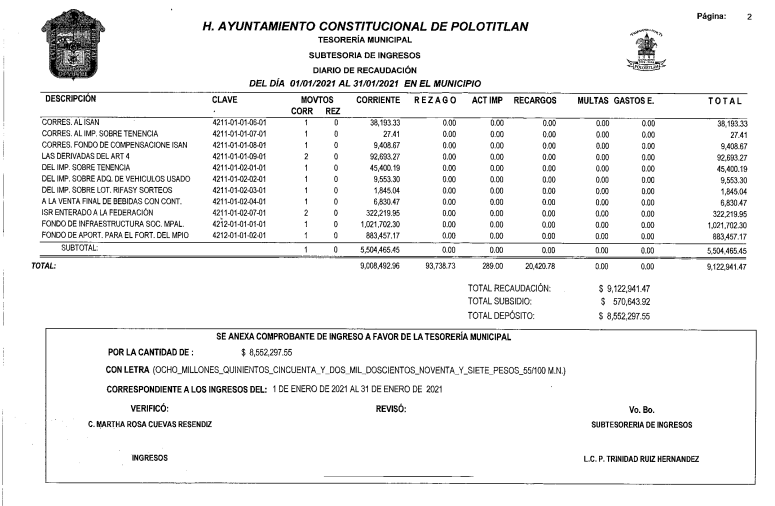 Página: 2
H. AYUNTAMIENTO CONSTITUCIONAL DE POLOTITLAN
TESORERÍA MUNICIPAL
SUBTESORIA DE INGRESOS
DIARIO DE RECAUDACIÓN
DEL DÍA 01/01/2021 AL 31/01/2021 EN EL MUNICIPIO
DESCRIPCIÓN CLAVE MOVTOS CORRIENTE REZAGO ACT IMP RECARGOS MULTAS GASTOS E. TOTAL
CORR REZ
CORRES. AL ISAN 4211-01-01-06-01 1 0 38,193.33 0.00 0.00 0.00 0.00 0.00 38,193.33
CORRES. AL IMP. SOBRE TENENCIA 4211-01-01-07-01 1 0 27.41 0.00 0.00 0.00 0.00 0.00 27.41
CORRES. FONDO DE COMPENSACIONE ISAN 4211-01-01-08-01 1 0 9,408.67 0.00 0.00 0.00 0.00 0.00 9,408.67
LAS DERIVADAS DEL ART 4 4211-01-01-09-01 2 0 92,693.27 0.00 0.00 0.00 0.00 0.00 92,693.27
DEL IMP. SOBRE TENENCIA 4211-01-02-01-01 1 0 45,400.19 0.00 0.00 0.00 0.00 0.00 45,400.19
DEL IMP. SOBRE ADQ. DE VEHICULOS USADO 4211-01-02-02-01 1 0 9,553.30 0.00 0.00 0.00 0.00 0.00 9,553.30
DEL IMP. SOBRE LOT. RIFASY SORTEOS 4211-01-02-03-01 1 0 1,845.04 0.00 0.00 0.00 0.00 0.00 1,845.04
A LA VENTA FINAL DE BEBIDAS CON CONT. 4211-01-02-04-01 1 0 6,830.47 0.00 0.00 0.00 0.00 0.00 6,830.47
ISR ENTERADO A LA FEDERACIÓN 4211-01-02-07-01 2 0 322,219.95 0.00 0.00 0.00 0.00 0.00 322,219.95
FONDO DE INFRAESTRUCTURA SOC. MPAL. 4212-01-01-01-01 1 0 1,021,702.30 0.00 0.00 0.00 0.00 0.00 1,021,702.30
FONDO DE APORT. PARA EL FORT. DEL MPIO 4212-01-01-02-01 1 0 883,457.17 0.00 0.00 0.00 0.00 0.00 883,457.17
SUBTOTAL: 1 0 5,504,465.45 0.00 0.00 0.00 0.00 0.00 5,504,465.45
TOTAL: 9,008,492.96 93,738.73 289.00 20,420.78 0.00 0.00 9,122,941.47
TOTAL RECAUDACIÓN: $ 9,122,941.47
TOTAL SUBSIDIO: $ 570,643.92
TOTAL DEPÓSITO: $ 8,552,297.55
SE ANEXA COMPROBANTE DE INGRESO A FAVOR DE LA TESORERÍA MUNICIPAL
POR LA CANTIDAD DE : $ 8,552,297.55
CON LETRA (OCHO_MILLONES_QUINIENTOS_CINCUENTA_Y_DOS_MIL_DOSCIENTOS_NOVENTA_Y_SIETE_PESOS_55/100 M.N.)
CORRESPONDIENTE A LOS INGRESOS DEL: 1 DE ENERO DE 2021 AL 31 DE ENERO DE 2021
VERIFICÓ: REVISÓ: Vo. Bo.
C. MARTHA ROSA CUEVAS RESENDIZ SUBTESORERIA DE INGRESOS
INGRESOS L.C. P. TRINIDAD RUIZ HERNANDEZ